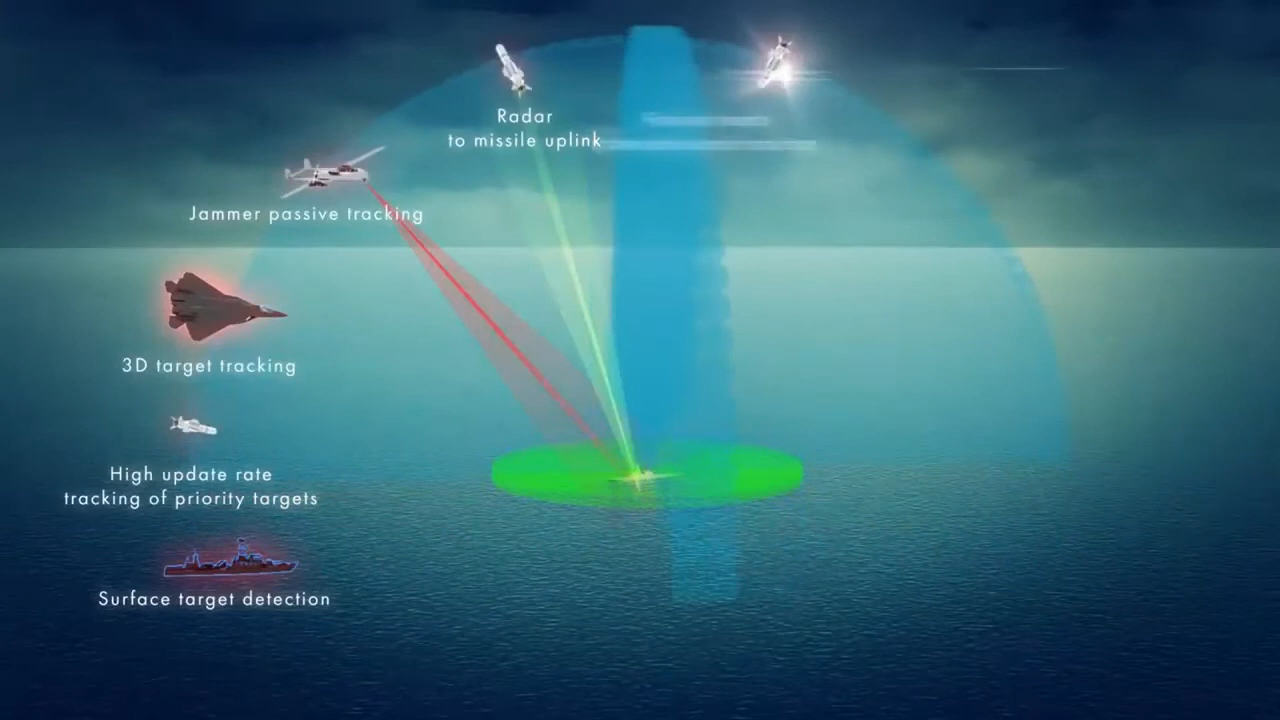 Radar
to missile uplink
Jammer passive tracking
3D target tracking
High update rate
tracking of priority targets
Surface target detection